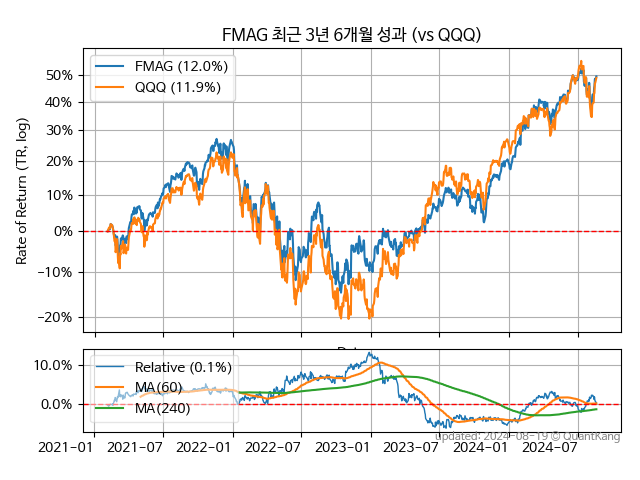 FMAG 최근 3년 6개월 성과 (vs QQQ)
FMAG (12.0%)
QQQ (11.9%)
Rate of Return (TR, log)
50%
40%
30%
20%
10%
0%
−10%
−20%
Relative (0.1%)
MA(60)
MA(240)
10.0%
0.0%
2021−01 2021−07 2022−01 2022−07 2023−01 2023−07 2024−01 2024−07
Updated: 2024-08-19 © QuantKang